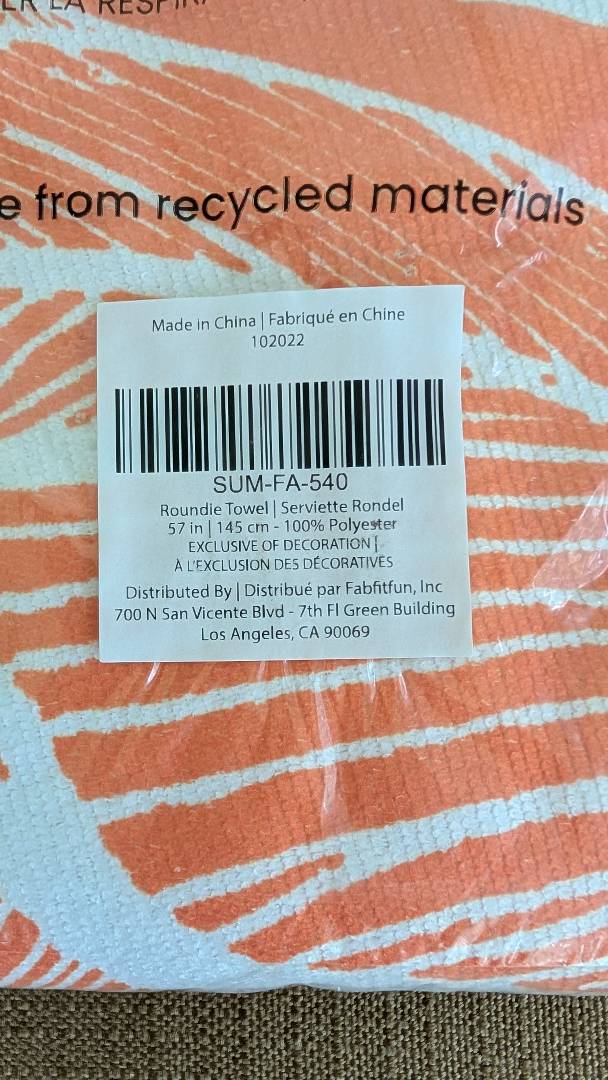 LA RESPIR
e from recycled materials
Made in China | Fabriqué en Chine
102022
SUM-FA-540
Roundie Towel | Serviette Rondel
57 in | 145 cm - 100% Polyester
EXCLUSIVE OF DECORATION |
À L'EXCLUSION DES DÉCORATIVES
Distributed By | Distribué par Fabfitfun, Inc
700 N San Vicente Blvd - 7th Fl Green Building
Los Angeles, CA 90069